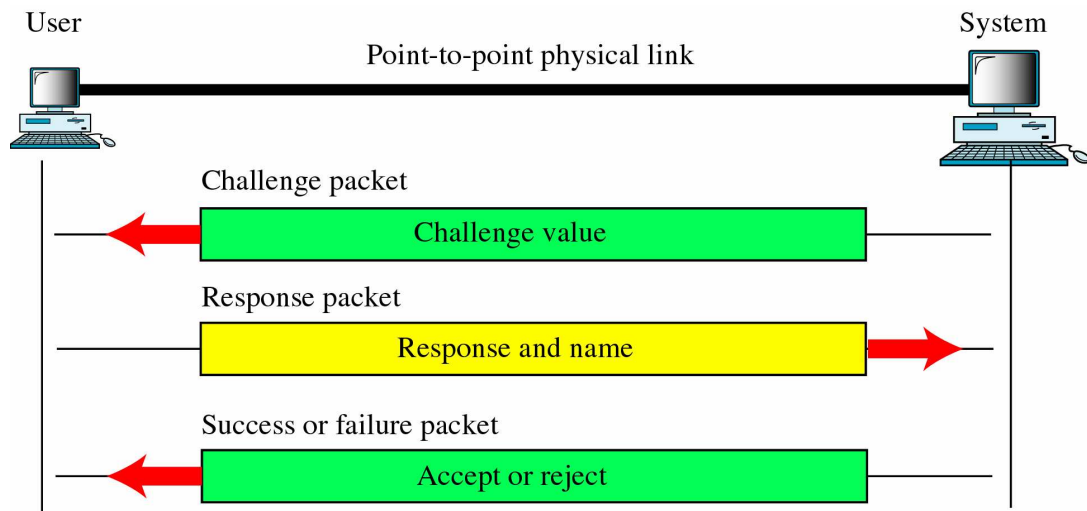 User
System
Point-to-point physical link
Challenge packet
Challenge value
Response packet
Response and name
Success or failure packet
Accept or reject